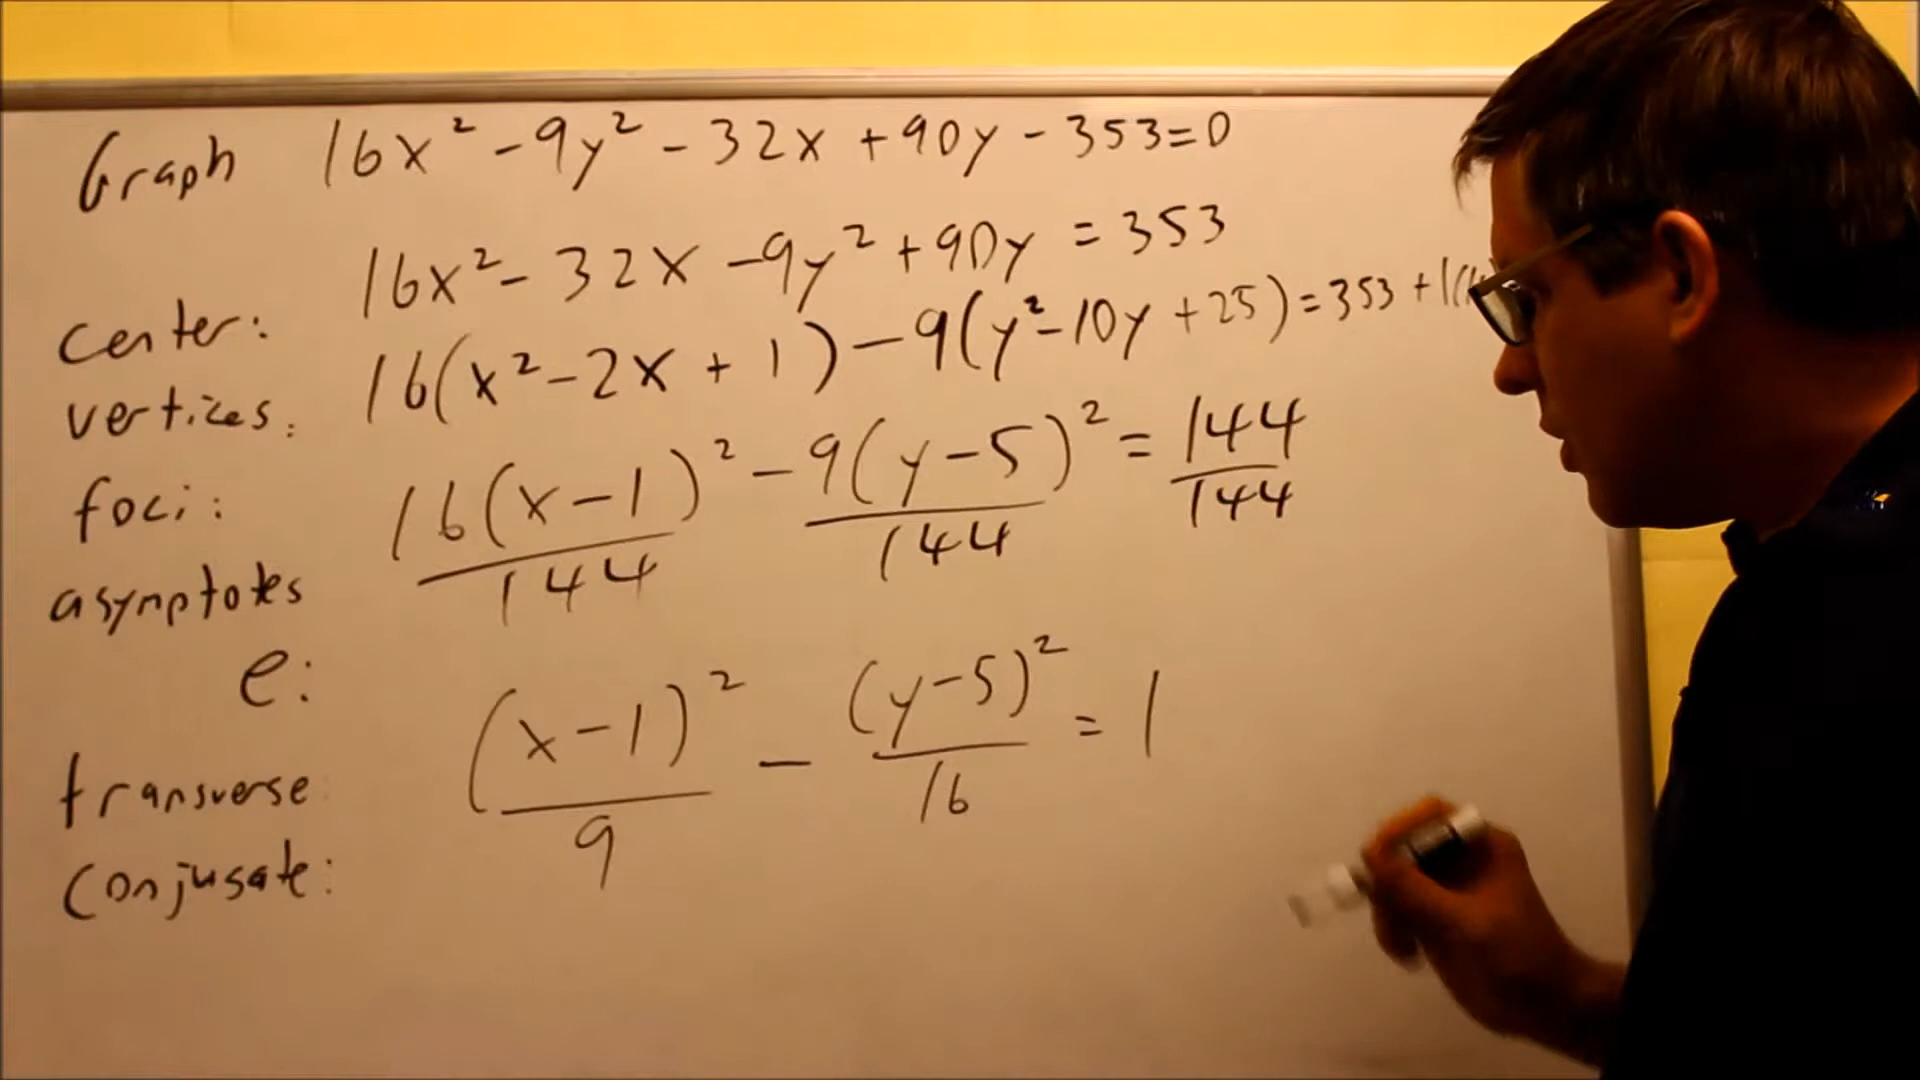 Graph 16x² - 9y² - 32x + 90y - 353 = 0
16x² - 32x - 9y² + 90y = 353
center:
16(x² - 2x + 1) - 9(y² - 10y + 25) = 353 +
vertices:
16(x - 1)²/144 - 9(y - 5)²/144 = 144/144
foci:
asymptotes
e:
(x - 1)²/9 - (y - 5)²/16 = 1
transverse
conjugate: